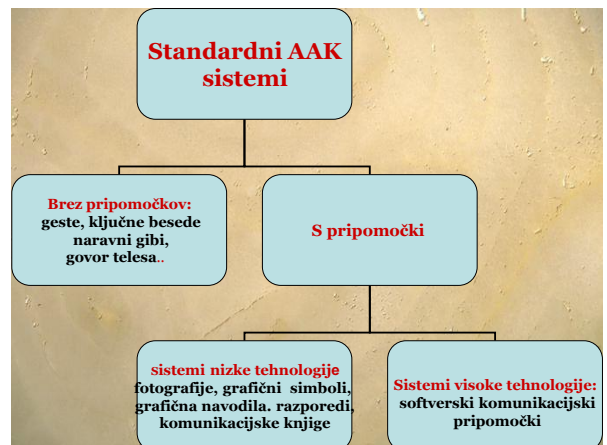 Standardni AAK
sistemi
Brez pripomočkov:
geste, ključne besede
naravni gibi,
govor telesa..
S pripomočki
sistemi nizke tehnologije
fotografije, grafični simboli,
grafična navodila. razporedi,
komunikacijske knjige
Sistemi visoke tehnologije:
softverski komunikacijski
pripomočki